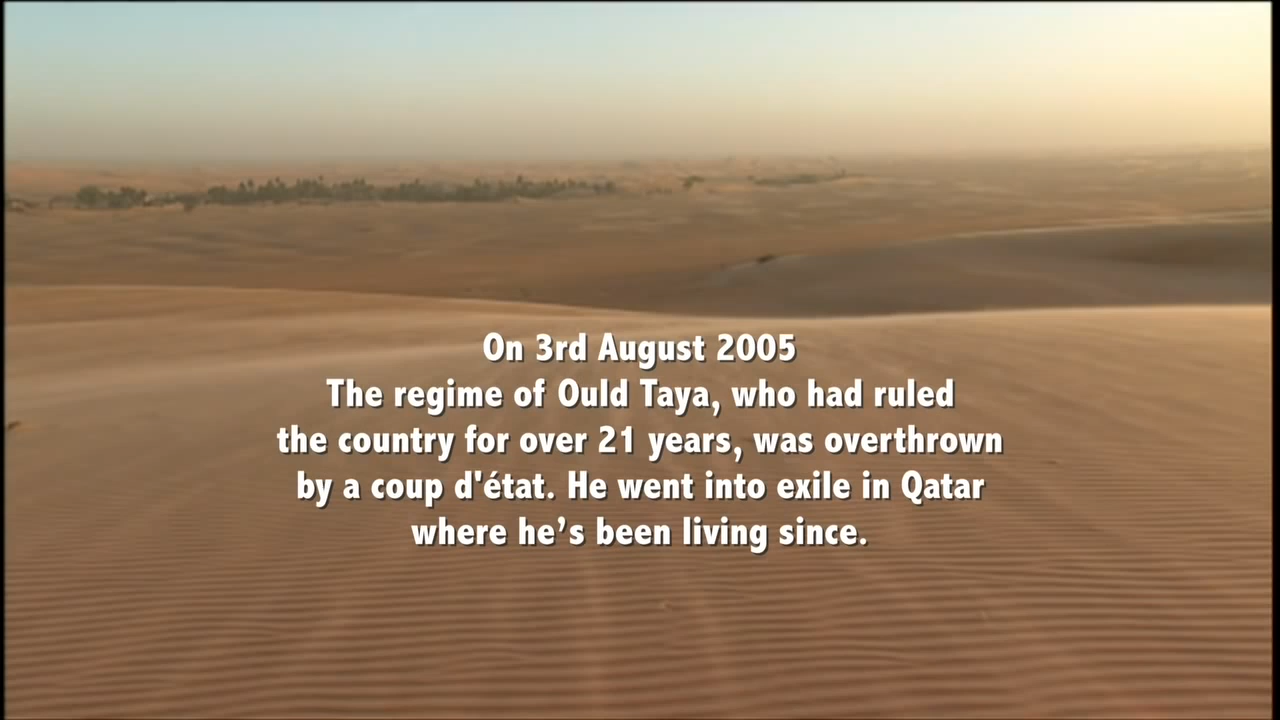 On 3rd August 2005
The regime of Ould Taya, who had ruled
the country for over 21 years, was overthrown
by a coup d'état. He went into exile in Qatar
where he’s been living since.